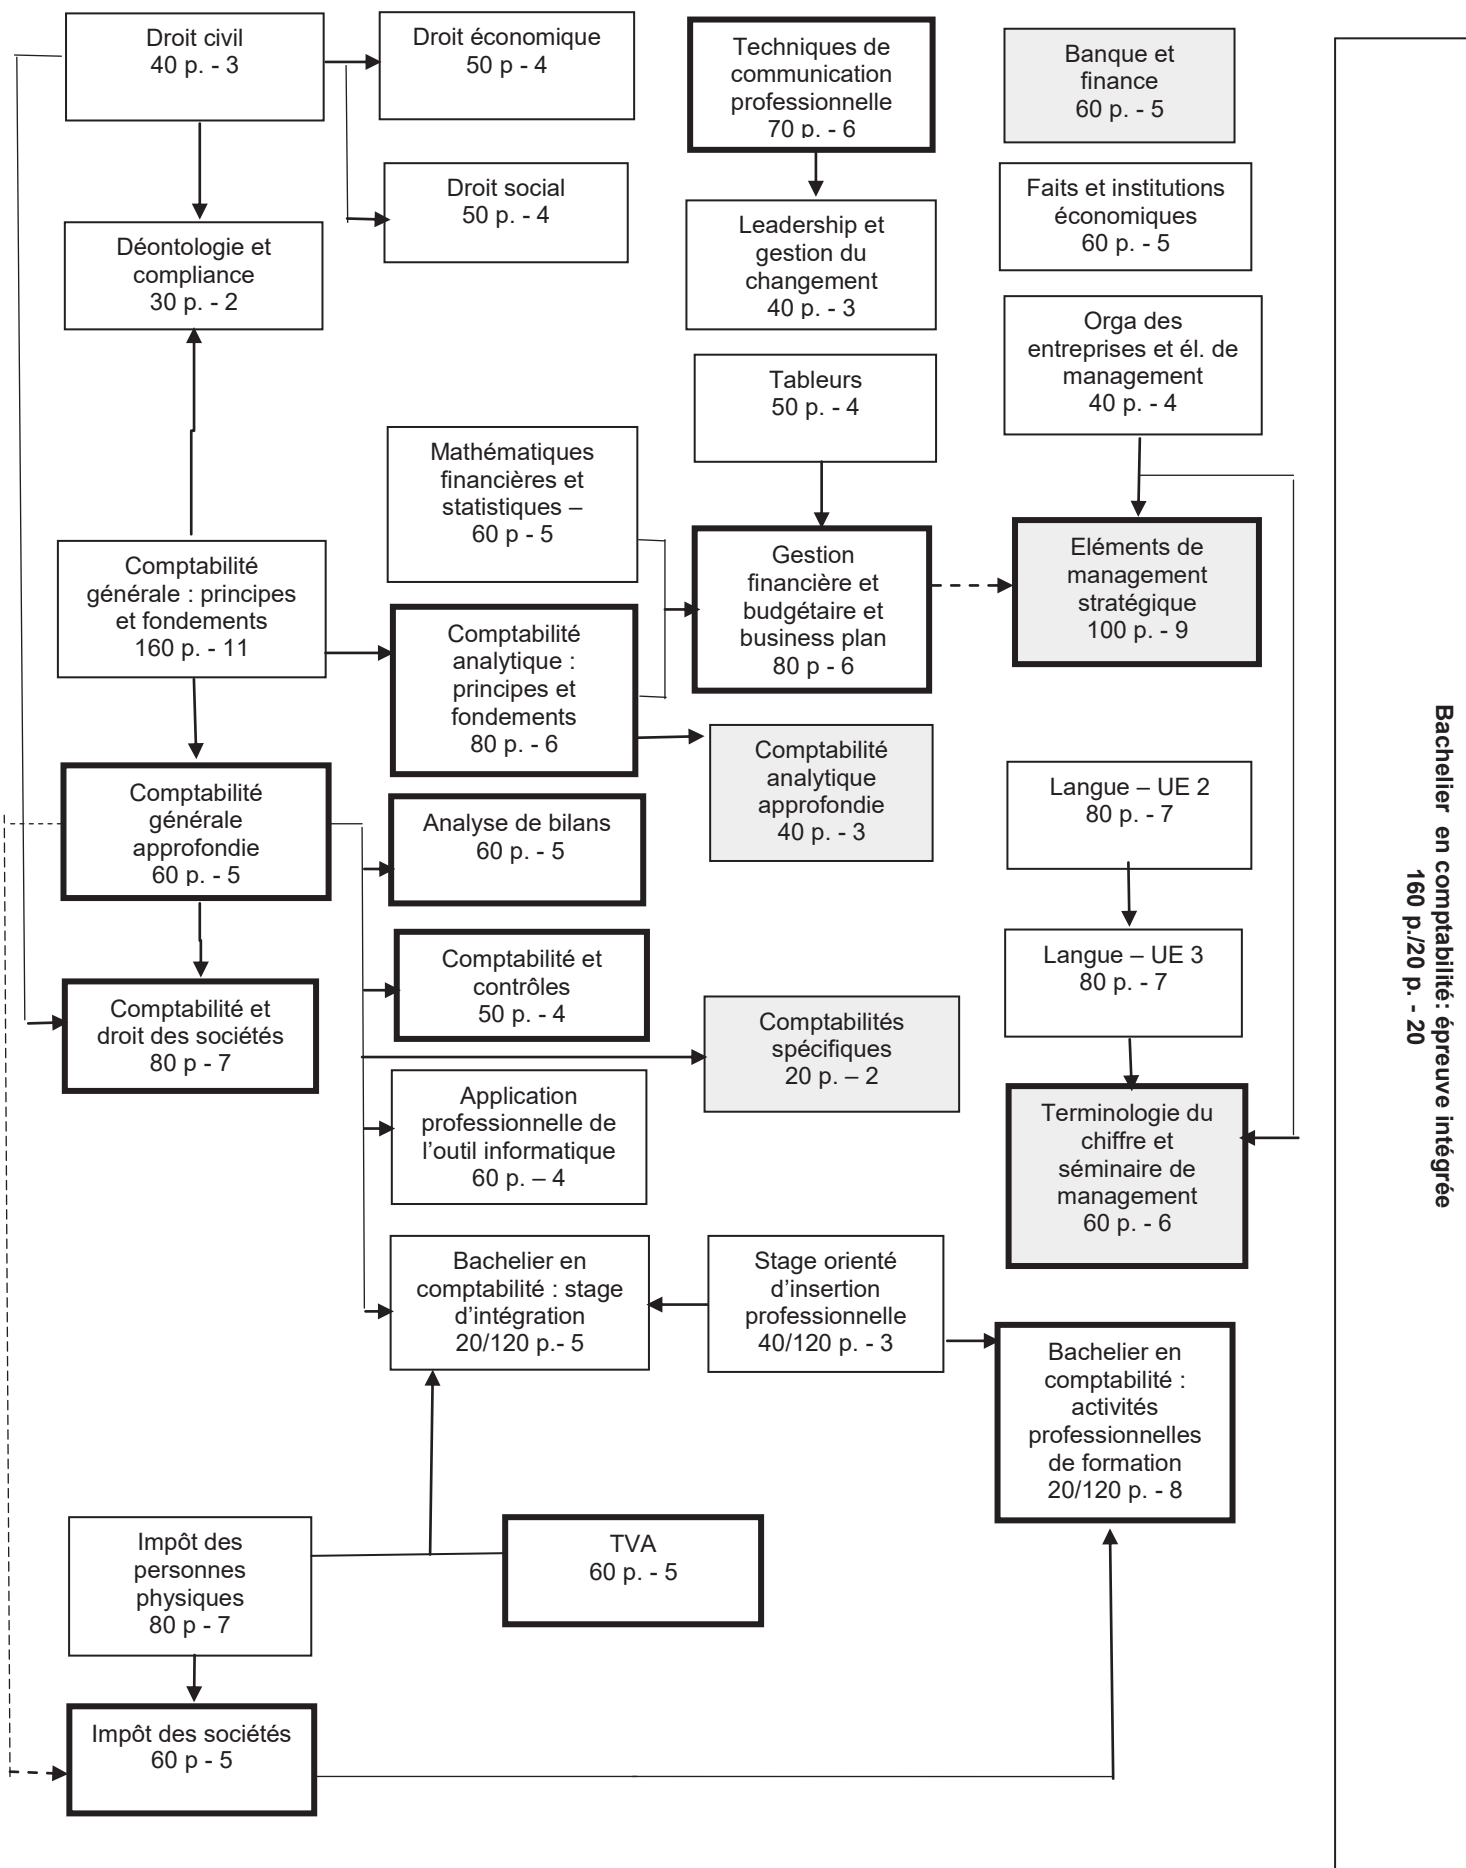 Droit civil
40 p. - 3
Droit économique
50 p - 4
Techniques de
communication
professionnelle
70 p. - 6
Banque et
finance
60 p. - 5
Droit social
50 p. - 4
Faits et institutions
économiques
60 p. - 5
Déontologie et
compliance
30 p. - 2
Leadership et
gestion du
changement
40 p. - 3
Orga des
entreprises et él. de
management
40 p. - 4
Tableurs
50 p. - 4
Mathématiques
financières et
statistiques –
60 p - 5
Comptabilité
générale : principes
et fondements
160 p. - 11
Gestion
financière et
budgétaire et
business plan
80 p - 6
Eléments de
management
stratégique
100 p. - 9
Comptabilité
analytique :
principes et
fondements
80 p. - 6
Comptabilité
analytique
approfondie
40 p. - 3
Comptabilité
générale
approfondie
60 p. - 5
Analyse de bilans
60 p. - 5
Langue – UE 2
80 p. - 7
Comptabilité et
contrôles
50 p. - 4
Langue – UE 3
80 p. - 7
Comptabilité et
droit des sociétés
80 p - 7
Comptabilités
spécifiques
20 p. – 2
Application
professionnelle de
l’outil informatique
60 p. – 4
Terminologie du
chiffre et
séminaire de
management
60 p. - 6
Bachelier en
comptabilité : stage
d’intégration
20/120 p.- 5
Stage orienté
d’insertion
professionnelle
40/120 p. - 3
Bachelier en
comptabilité :
activités
professionnelles
de formation
20/120 p. - 8
Impôt des
personnes
physiques
80 p - 7
TVA
60 p. - 5
Impôt des sociétés
60 p - 5
Bachelier en comptabilité: épreuve intégrée
160 p./20 p. - 20